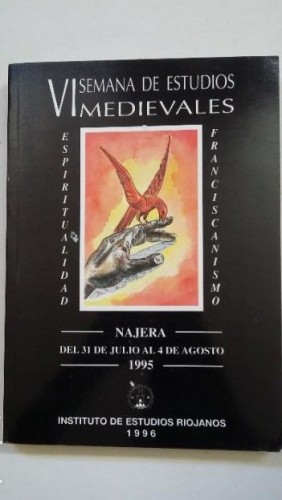 VI SEMANA DE ESTUDIOS
MEDIEVALES
ESPIRITUALIDAD
FRANCISCANISMO
NAJERA
DEL 31 DE JULIO AL 4 DE AGOSTO
1995
INSTITUTO DE ESTUDIOS RIOJANOS
1996